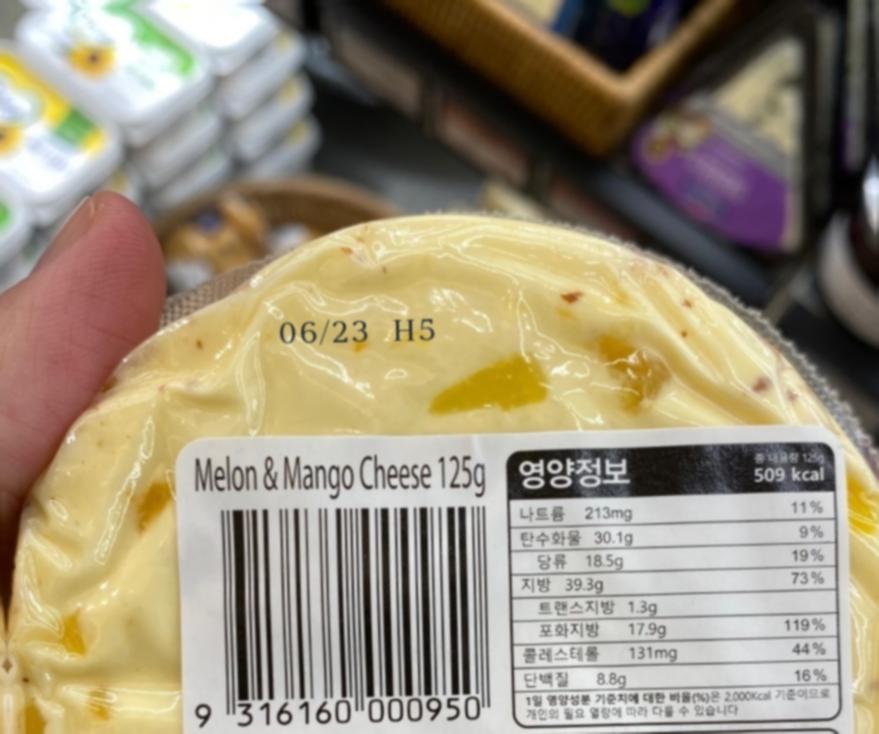 06/23 H5
Melon & Mango Cheese 125g
9 316160 000950
영양정보
총 내용량 125g
509 kcal
나트륨 213mg 11%
탄수화물 30.1g 9%
당류 18.5g 19%
지방 39.3g 73%
트랜스지방 1.3g
포화지방 17.9g 119%
콜레스테롤 131mg 44%
단백질 8.8g 16%
1일 영양성분 기준치에 대한 비율(%)은 2,000Kcal 기준이므로
개인의 필요 열량에 따라 다를 수 있습니다